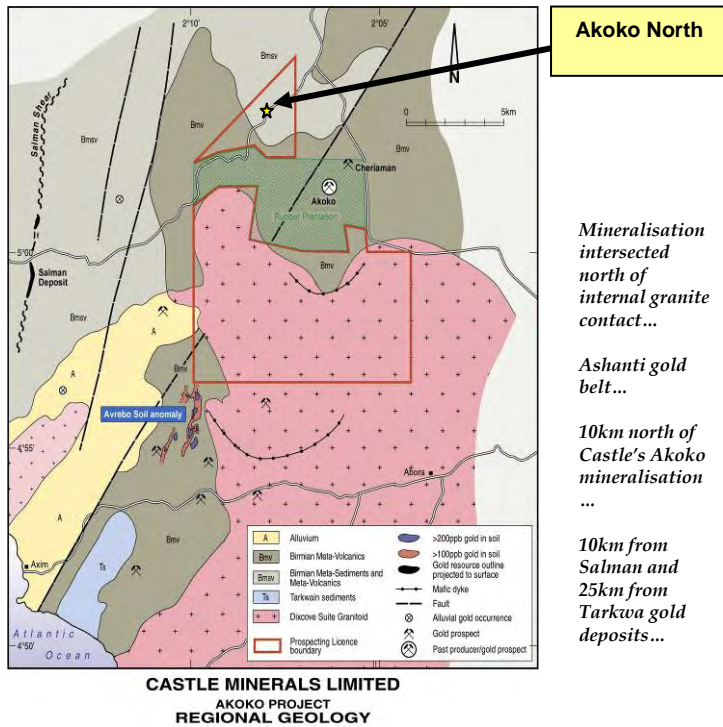 2°10'
2°05'
Akoko North
Bmsv
N
Salman Shear
Bmsv
Bmv
Bmv
0
5km
Bmsv
Cheriaman
Bmv
Akoko
Rubber Plantation
5°00'
Bmv
Salman
Deposit
Bmv
A
Bmv
Avrebo Soil anomaly
A
4°55'
Abora
A
Axim
Bmv
Ts
Atlantic
Ocean
4°50'
A Alluvium
Bmv Birmian Meta-Volcanics
Bmsv Birmian Meta-Sediments and
Meta-Volcanics
Ts Tarkwain sediments
Dixcove Suite Granitoid
Prospecting Licence
boundary
>200ppb gold in soil
>100ppb gold in soil
Gold resource outline
projected to surface
Mafic dyke
Fault
Alluvial gold occurrence
Gold prospect
Past producer/gold prospect
CASTLE MINERALS LIMITED
AKOKO PROJECT
REGIONAL GEOLOGY
Mineralisation
intersected
north of
internal granite
contact...
Ashanti gold
belt...
10km north of
Castle's Akoko
mineralisation
...
10km from
Salman and
25km from
Tarkwa gold
deposits...